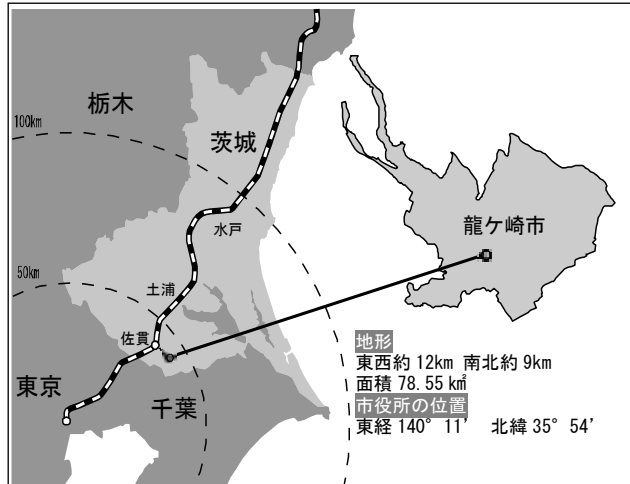 栃木
100km
茨城
水戸
龍ケ崎市
50km
土浦
佐貫
東京
千葉
地形
東西約 12km 南北約 9km
面積 78.55 k㎡
市役所の位置
東経 140° 11’ 北緯 35° 54’